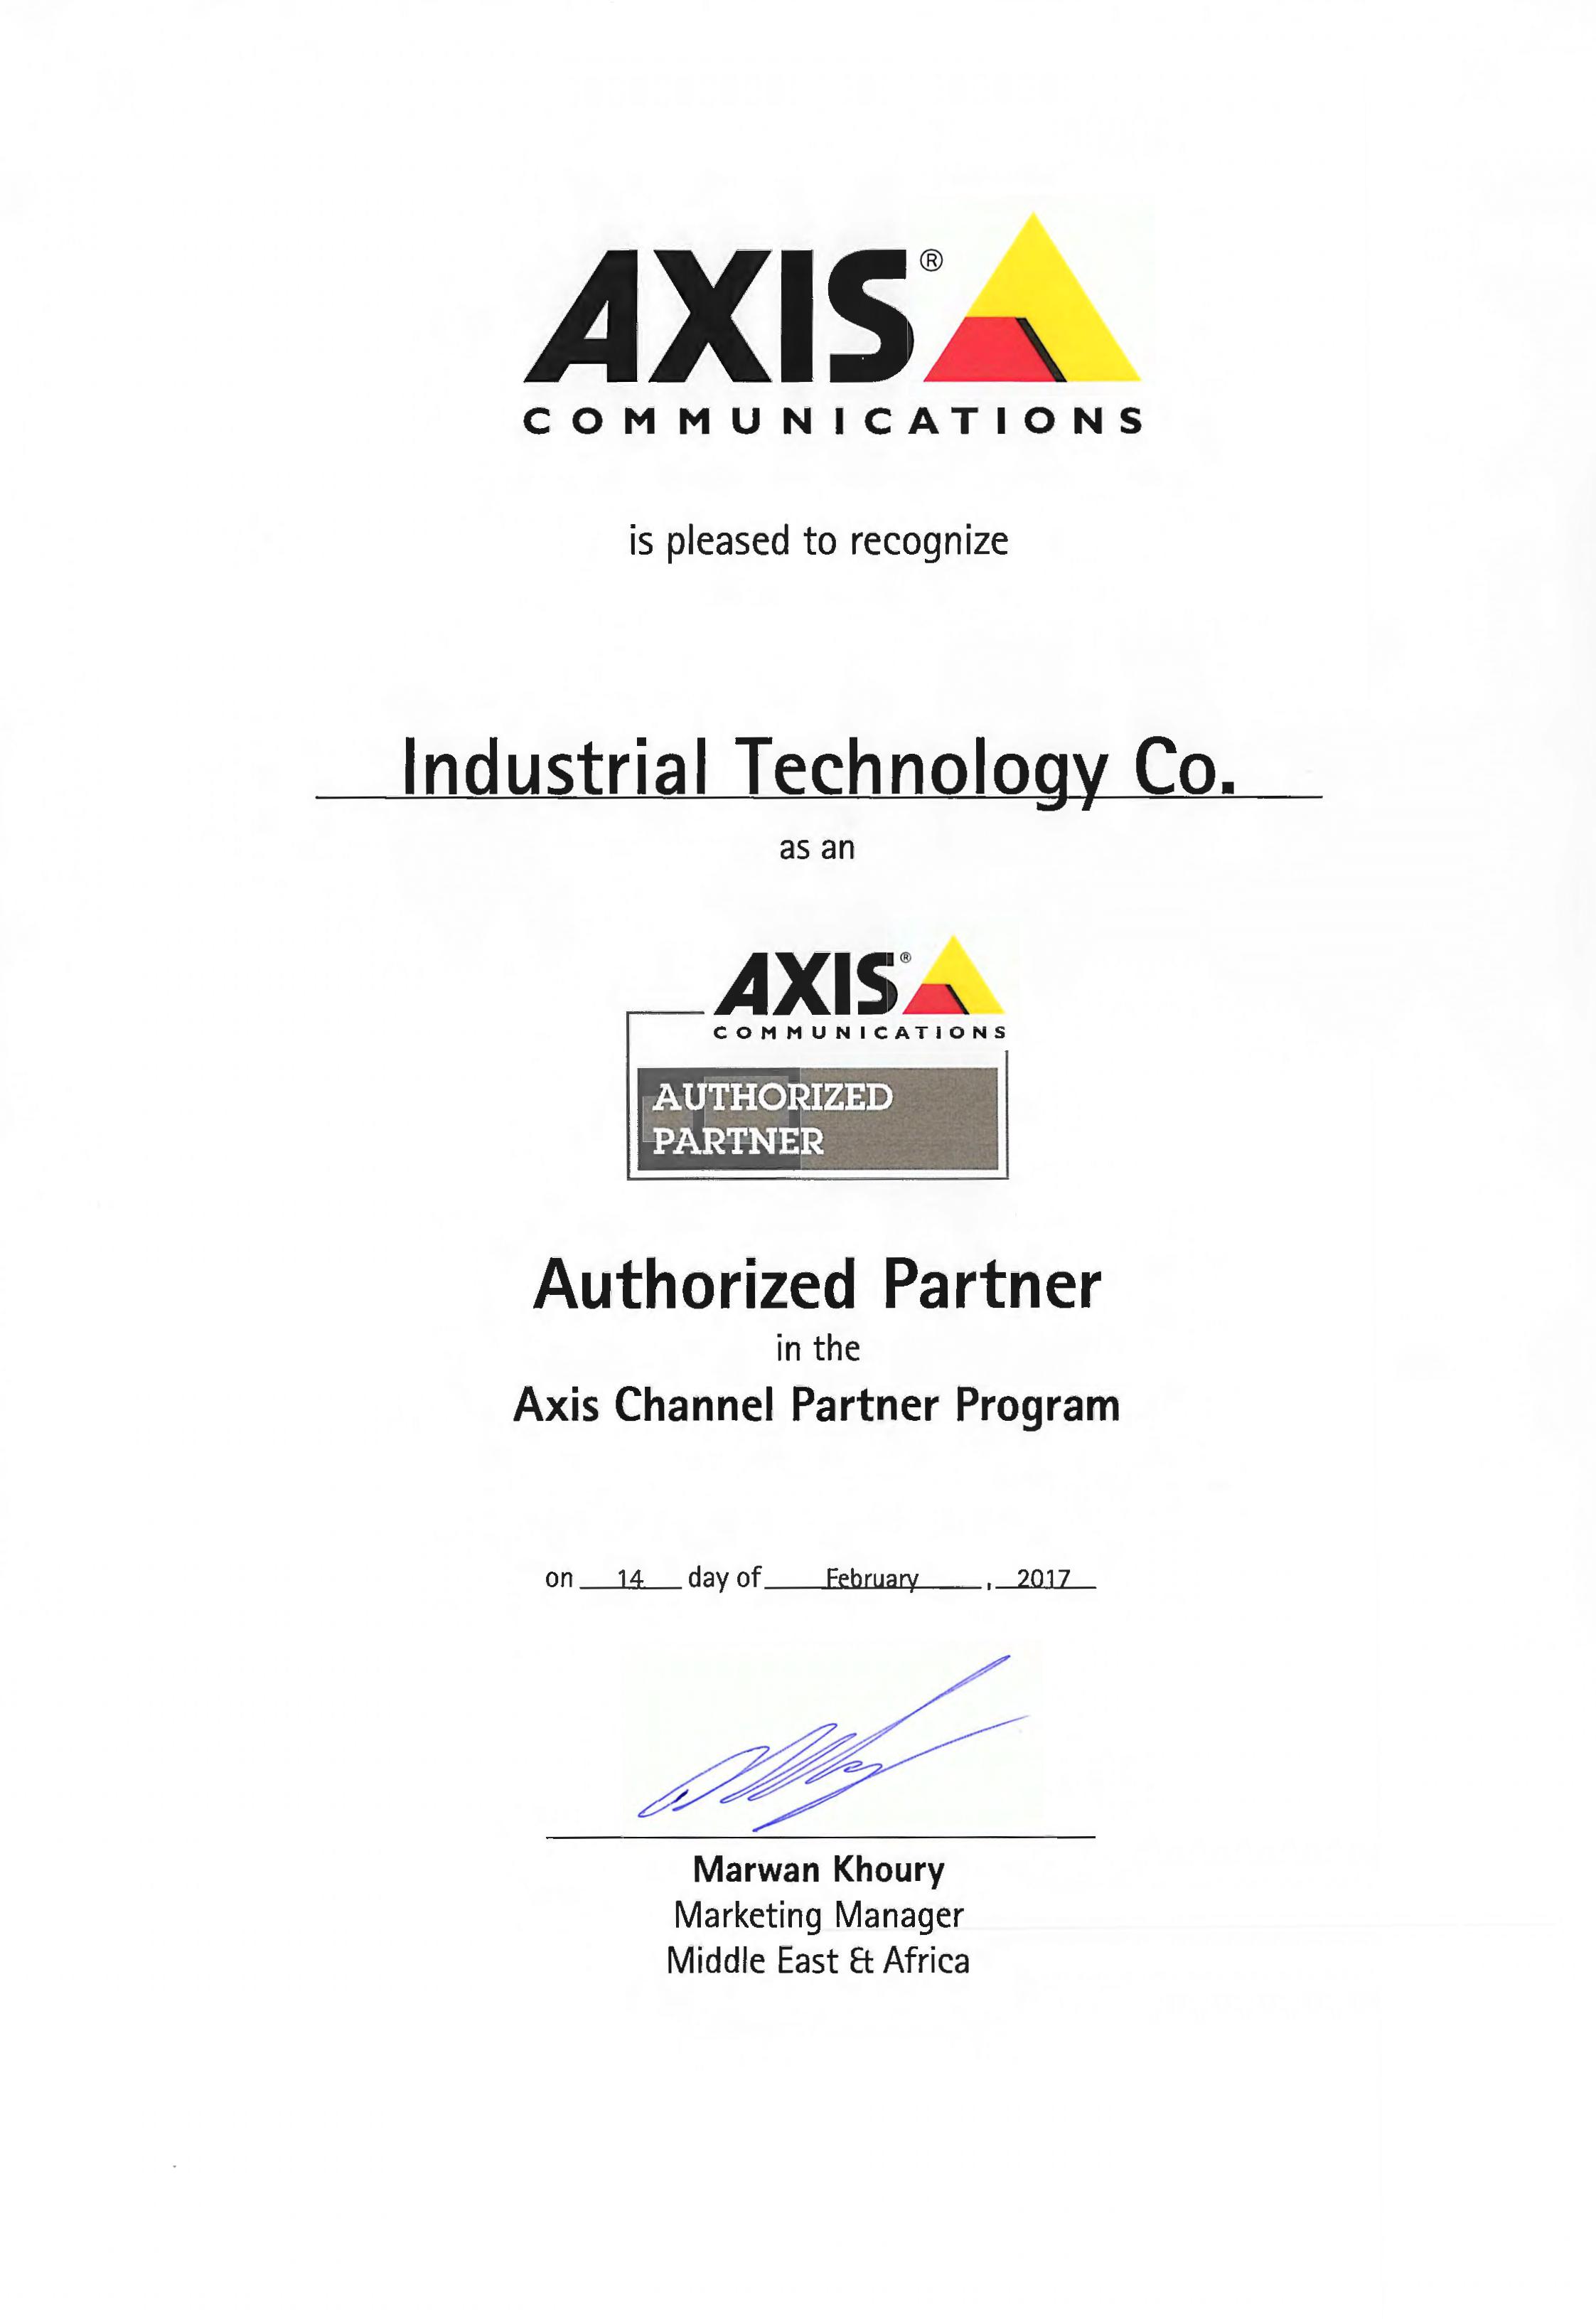 AXIS®
COMMUNICATIONS
is pleased to recognize
Industrial Technology Co.
as an
AXIS®
COMMUNICATIONS
AUTHORIZED
PARTNER
Authorized Partner
in the
Axis Channel Partner Program
on 14 day of February, 2017
Marwan Khoury
Marketing Manager
Middle East & Africa